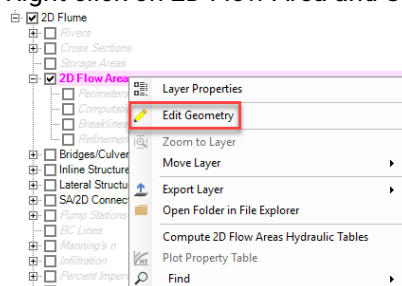 Right click on 2D Flow Area and
2D Flume
Rivers
Cross Sections
Storage Areas
2D Flow Area
Perimeters
Computati
Breaklines
Refinemen
Bridges/Culver
Inline Structure
Lateral Structu
SA/2D Connec
Pump Stations
BC Lines
Manning's n
Infiltration
Percent Imper
Layer Properties
Edit Geometry
Zoom to Layer
Move Layer
Export Layer
Open Folder in File Explorer
Compute 2D Flow Areas Hydraulic Tables
Plot Property Table
Find